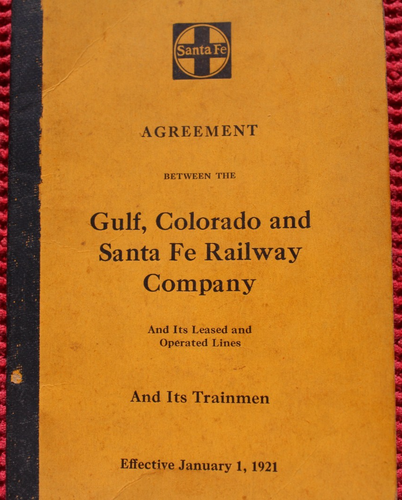 Santa Fe
AGREEMENT
BETWEEN THE
Gulf, Colorado and
Santa Fe Railway
Company
And Its Leased and
Operated Lines
And Its Trainmen
Effective January 1, 1921